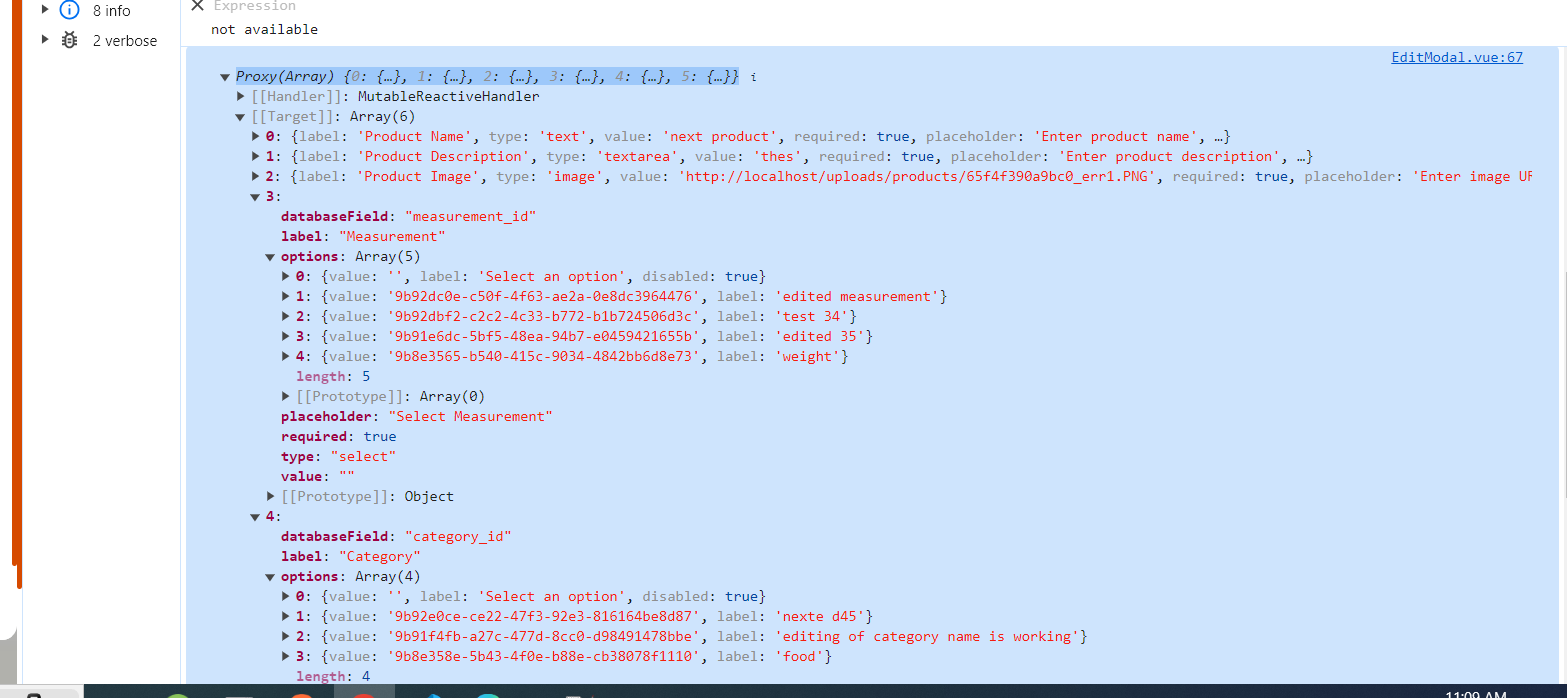 8 info
Expression
2 verbose
not available
EditModal.vue:67
Proxy(Array) {0: {…}, 1: {…}, 2: {…}, 3: {…}, 4: {…}, 5: {…}} i
[[Handler]]: MutableReactiveHandler
[[Target]]: Array(6)
0: {label: 'Product Name', type: 'text', value: 'next product', required: true, placeholder: 'Enter product name', …}
1: {label: 'Product Description', type: 'textarea', value: 'thes', required: true, placeholder: 'Enter product description', …}
2: {label: 'Product Image', type: 'image', value: 'http://localhost/uploads/products/65f4f390a9bc0_err1.PNG', required: true, placeholder: 'Enter image UR
3:
databaseField: "measurement_id"
label: "Measurement"
options: Array(5)
0: {value: '', label: 'Select an option', disabled: true}
1: {value: '9b92dc0e-c50f-4f63-ae2a-0e8dc3964476', label: 'edited measurement'}
2: {value: '9b92dbf2-c2c2-4c33-b772-b1b724506d3c', label: 'test 34'}
3: {value: '9b91e6dc-5bf5-48ea-94b7-e0459421655b', label: 'edited 35'}
4: {value: '9b8e3565-b540-415c-9034-4842bb6d8e73', label: 'weight'}
length: 5
[[Prototype]]: Array(0)
placeholder: "Select Measurement"
required: true
type: "select"
value: ""
[[Prototype]]: Object
4:
databaseField: "category_id"
label: "Category"
options: Array(4)
0: {value: '', label: 'Select an option', disabled: true}
1: {value: '9b92e0ce-ce22-47f3-92e3-816164be8d87', label: 'nexte d45'}
2: {value: '9b91f4fb-a27c-477d-8cc0-d98491478bbe', label: 'editing of category name is working'}
3: {value: '9b8e358e-5b43-4f0e-b88e-cb38078f1110', label: 'food'}
length: 4
11:09 AM